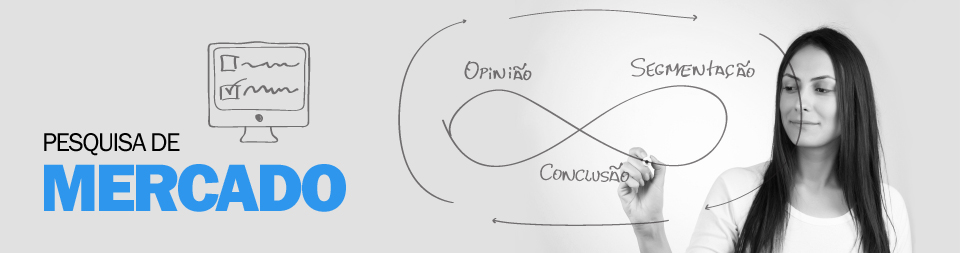 PESQUISA DE
MERCADO
OPINIÃO
SEGMENTAÇÃO
CONCLUSÃO